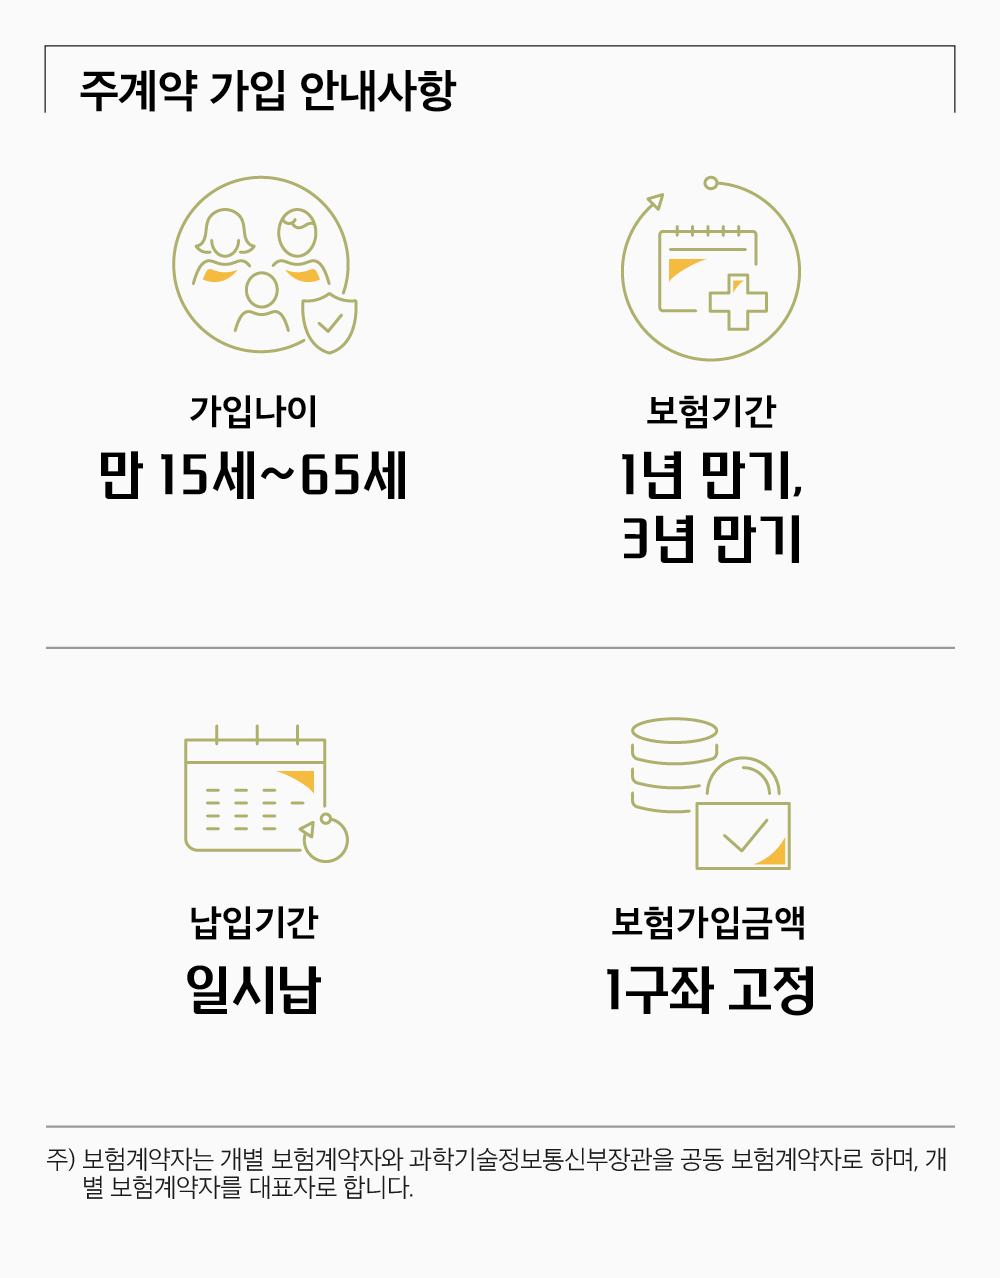 주계약 가입 안내사항
가입나이
만 15세~65세
보험기간
1년 만기,
3년 만기
납입기간
일시납
보험가입금액
1구좌 고정
주) 보험계약자는 개별 보험계약자와 과학기술정보통신부장관을 공동 보험계약자로 하며, 개
별 보험계약자를 대표자로 합니다.